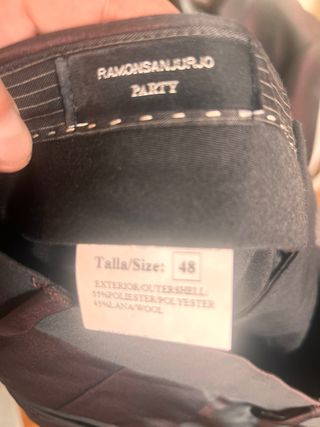 RAMONSANJURJO
PARTY
Talla/Size: 48
EXTERIOR/OUTERSHELL:
55%POLIESTER/POLYESTER
45%LANA/WOOL